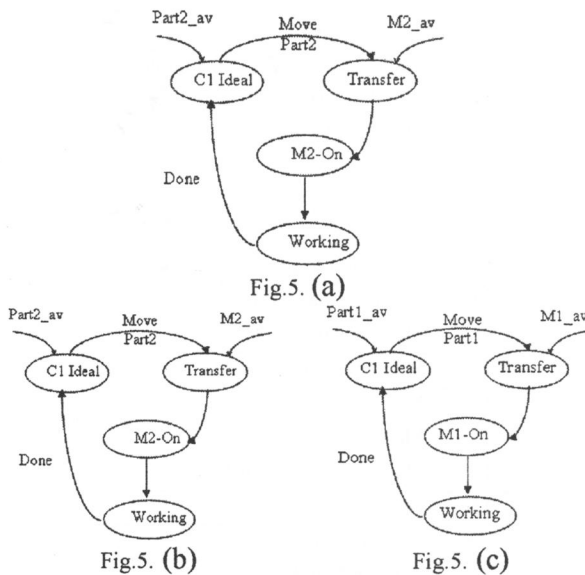 Part2_av
Move
Part2
M2_av
C1 Ideal
Transfer
M2-On
Done
Working
Fig.5. (a)
Part2_av
Move
Part2
M2_av
C1 Ideal
Transfer
M2-On
Done
Working
Fig.5. (b)
Part1_av
Move
Part1
M1_av
C1 Ideal
Transfer
M1-On
Done
Working
Fig.5. (c)